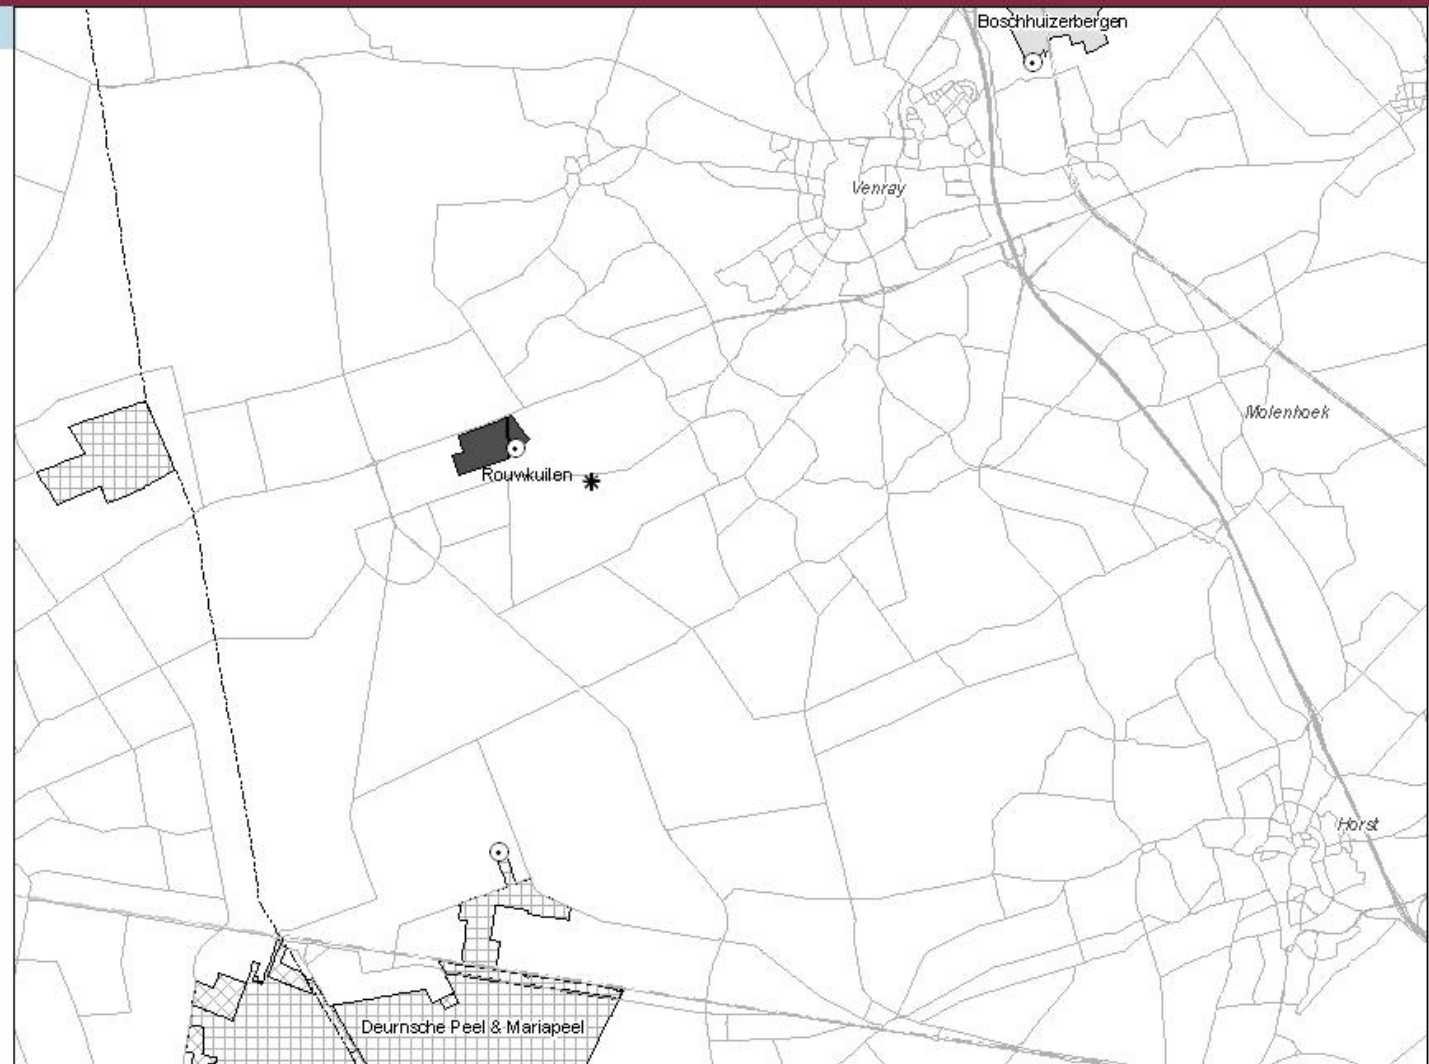 Boschhuizerbergen
Venray
Molenhoek
Rouwkuilen
Horst
Deurnsche Peel & Mariapeel